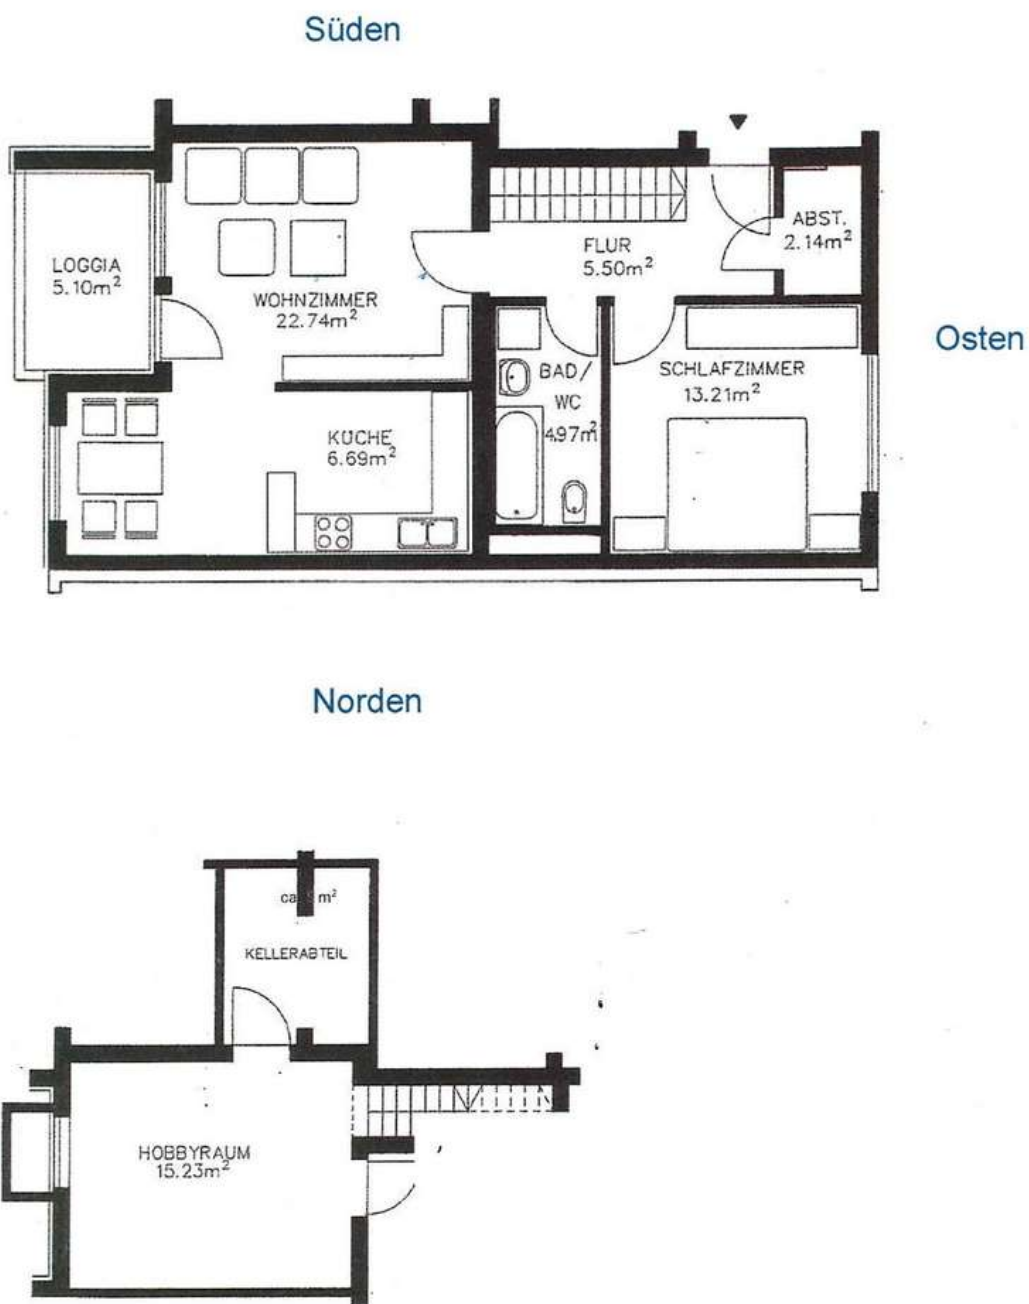 Süden
LOGGIA
5.10m²
WOHNZIMMER
22.74m²
FLUR
5.50m²
ABST.
2.14m²
Osten
BAD/
WC
4.97m²
SCHLAFZIMMER
13.21m²
KÜCHE
6.69m²
Norden
ca m²
KELLERABTEIL
HOBBYRAUM
15.23m²